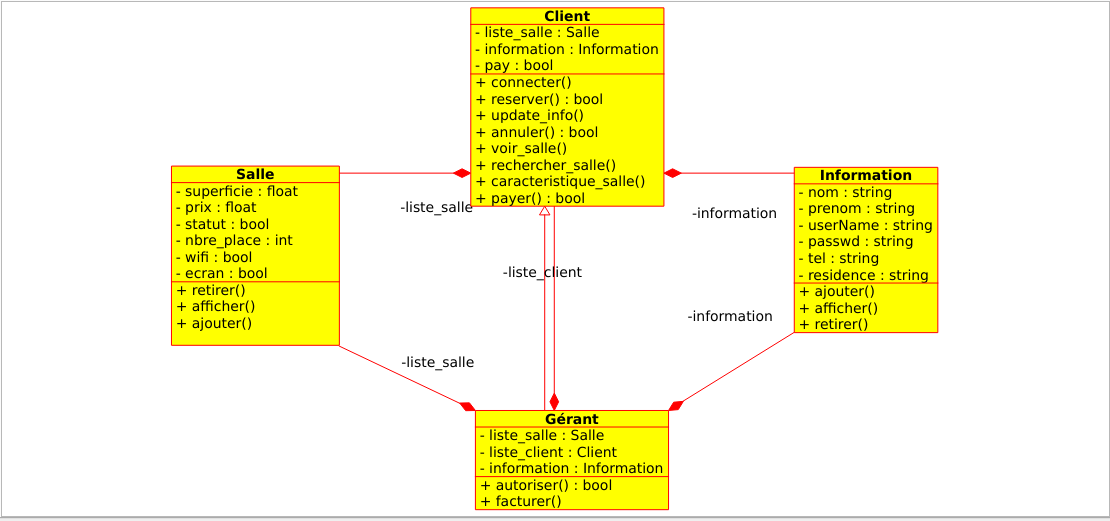 Client
- liste_salle : Salle
- information : Information
- pay : bool
+ connecter()
+ reserver() : bool
+ update_info()
+ annuler() : bool
+ voir_salle()
+ rechercher_salle()
+ caracteristique_salle()
+ payer() : bool
Salle
- superficie : float
- prix : float
- statut : bool
- nbre_place : int
- wifi : bool
- ecran : bool
+ retirer()
+ afficher()
+ ajouter()
Information
- nom : string
- prenom : string
- userName : string
- passwd : string
- tel : string
- residence : string
+ ajouter()
+ afficher()
+ retirer()
-liste_salle
-information
-liste_client
-information
-liste_salle
Gérant
- liste_salle : Salle
- liste_client : Client
- information : Information
+ autoriser() : bool
+ facturer()